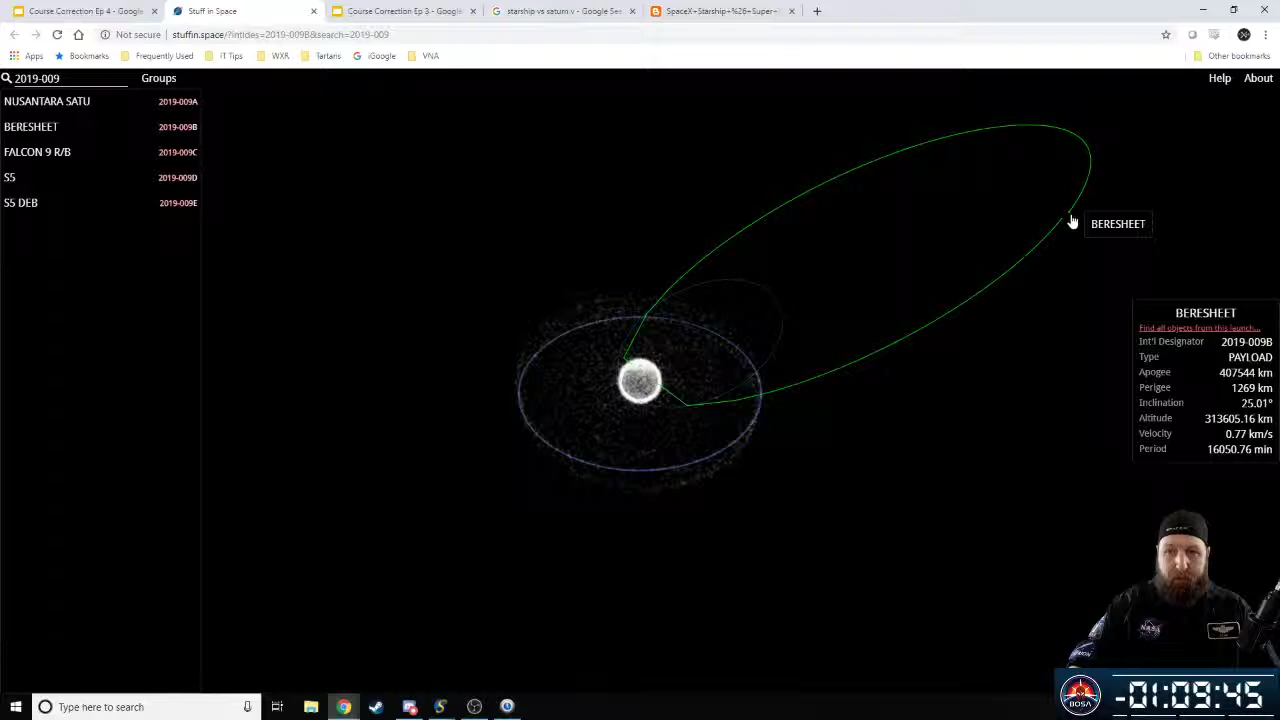 Course Correction Ep 4 - Google
Stuff in Space
Course Correction Ep 3 - Google
starship vs saturn v - Google Sea
SpaceX+Starship+%26+Super+
Not secure
stuffin.space/?intldes=2019-009B&search=2019-009
Apps
Bookmarks
Frequently Used
IT Tips
WXR
Tartans
iGoogle
VNA
Other bookmarks
2019-009
Groups
Help
About
NUSANTARA SATU
2019-009A
BERESHEET
2019-009B
FALCON 9 R/B
2019-009C
S5
2019-009D
S5 DEB
2019-009E
BERESHEET
BERESHEET
Find all objects from this launch...
Int'l Designator
2019-009B
Type
PAYLOAD
Apogee
407544 km
Perigee
1269 km
Inclination
25.01°
Altitude
313605.16 km
Velocity
0.77 km/s
Period
16050.76 min
NASA
BOSA
-01:09:45
Type here to search